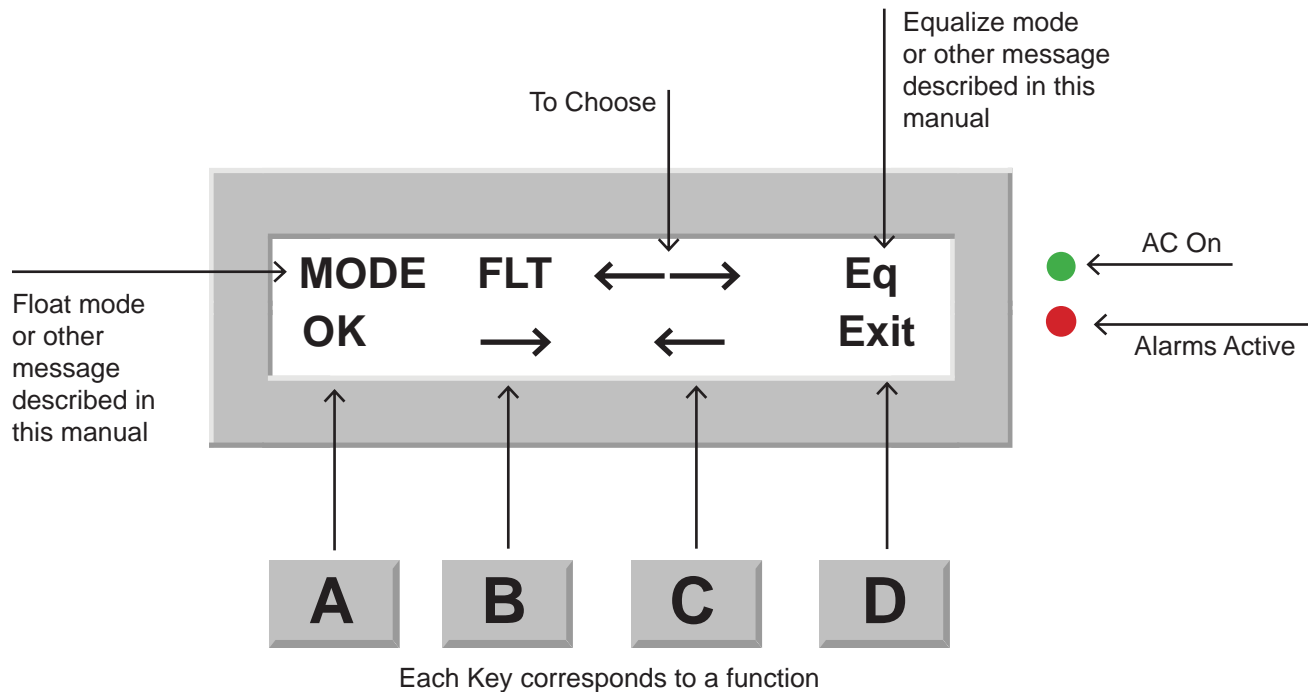 Equalize mode
or other message
described in this
manual
To Choose
MODE FLT ←→ Eq
OK → ← Exit
AC On
Alarms Active
Float mode
or other
message
described in
this manual
A B C D
Each Key corresponds to a function